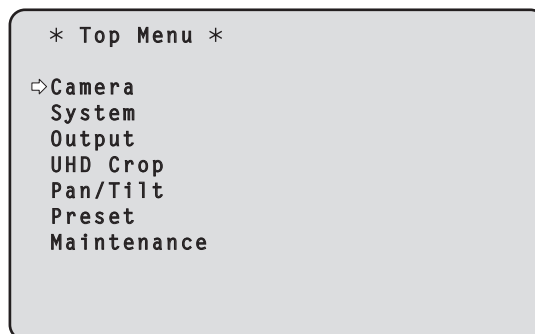 * Top Menu *
⇨Camera
System
Output
UHD Crop
Pan/Tilt
Preset
Maintenance